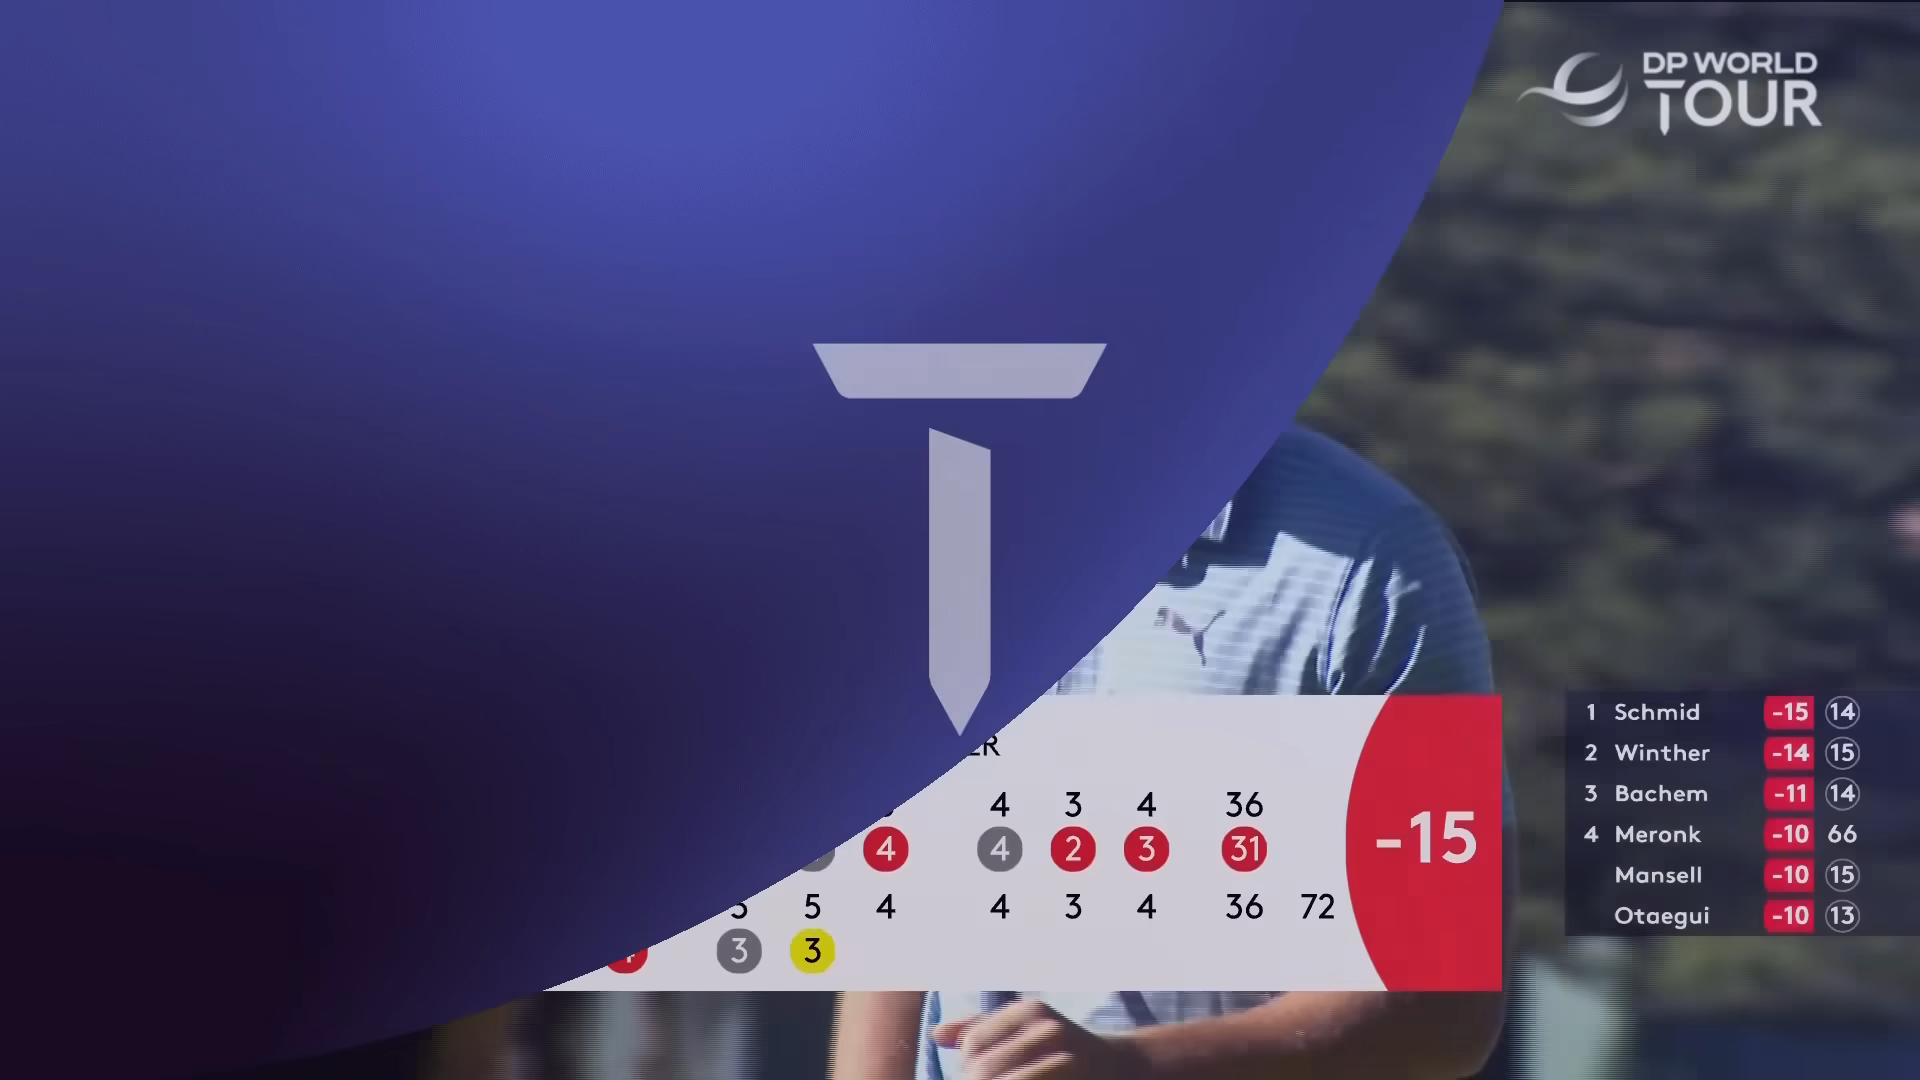 DP WORLD
TOUR
ER
4 3 4 36
4 4 2 3 31
5 4 4 3 4 36 72
3 3
-15
1 Schmid -15 14
2 Winther -14 15
3 Bachem -11 14
4 Meronk -10 66
Mansell -10 15
Otaegui -10 13